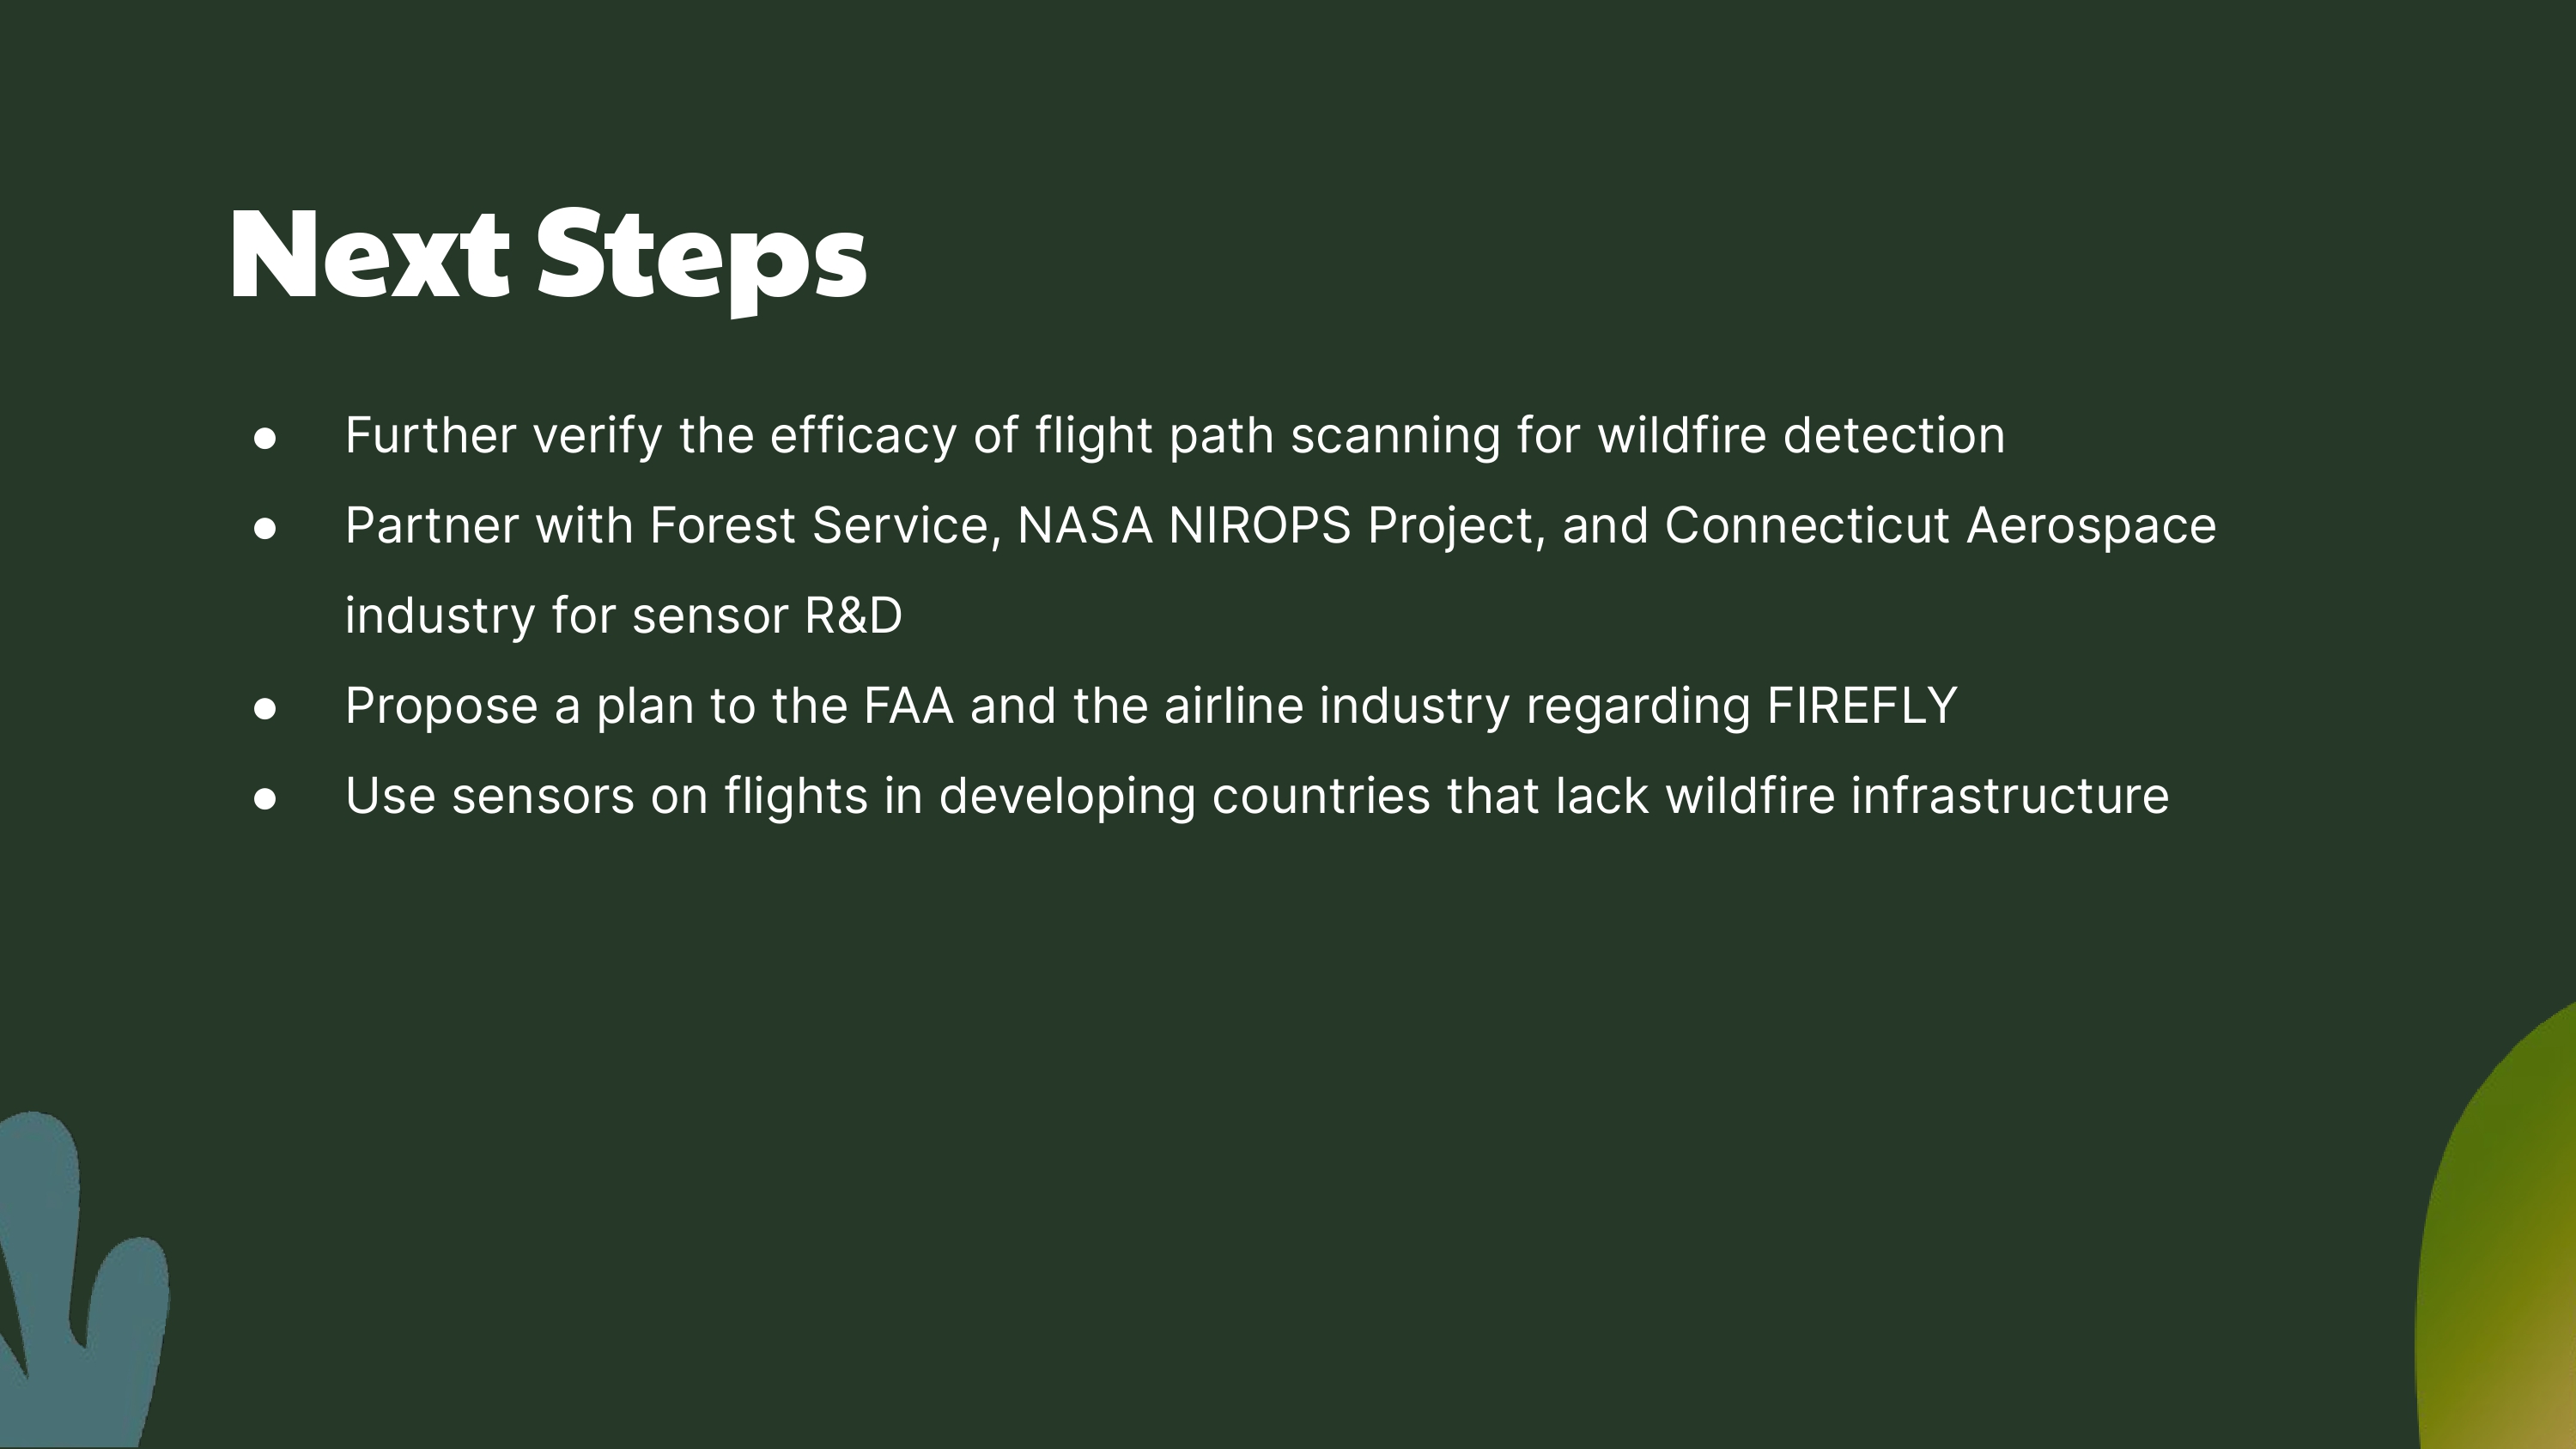 Next Steps
● Further verify the efficacy of flight path scanning for wildfire detection
● Partner with Forest Service, NASA NIROPS Project, and Connecticut Aerospace
industry for sensor R&D
● Propose a plan to the FAA and the airline industry regarding FIREFLY
● Use sensors on flights in developing countries that lack wildfire infrastructure